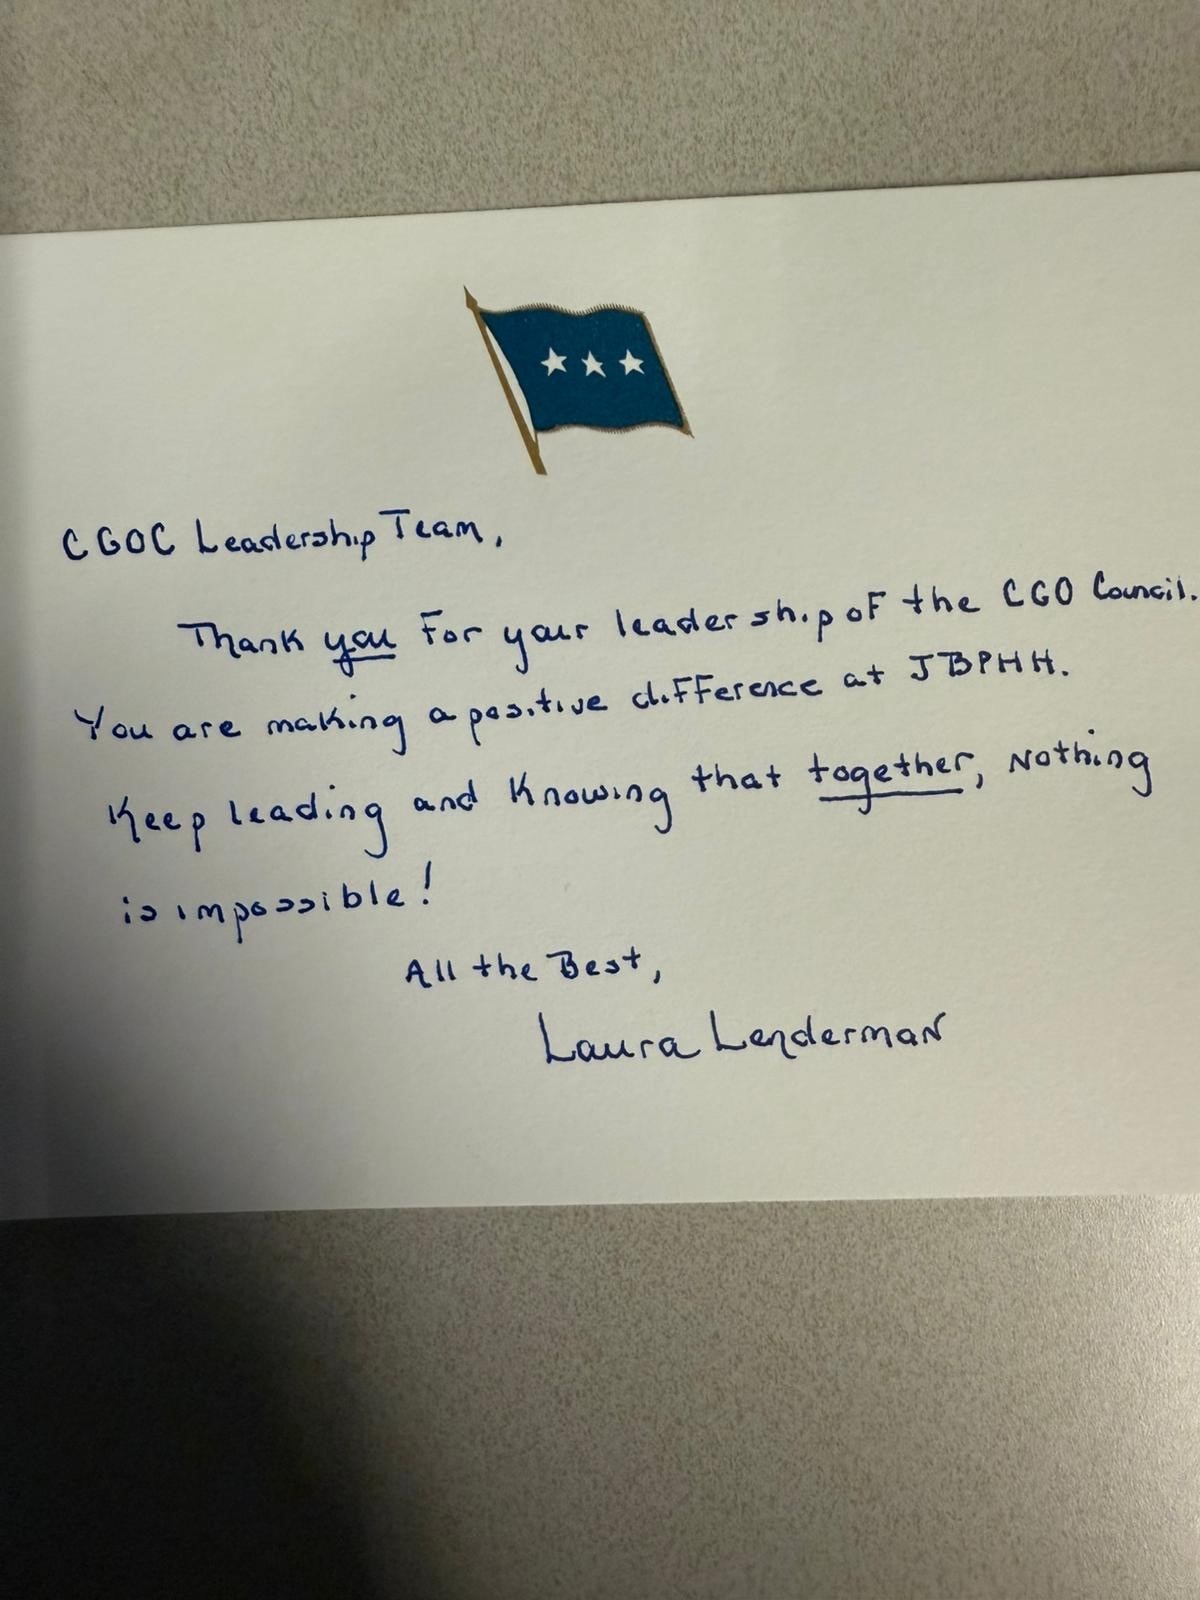 CGOC Leadership Team,
Thank you For your leadership oF the CGO Council.
You are making a positive diFFerence at JBPHH.
Keep leading and Knowing that together, Nothing
is impossible!
All the Best,
Laura Lenderman